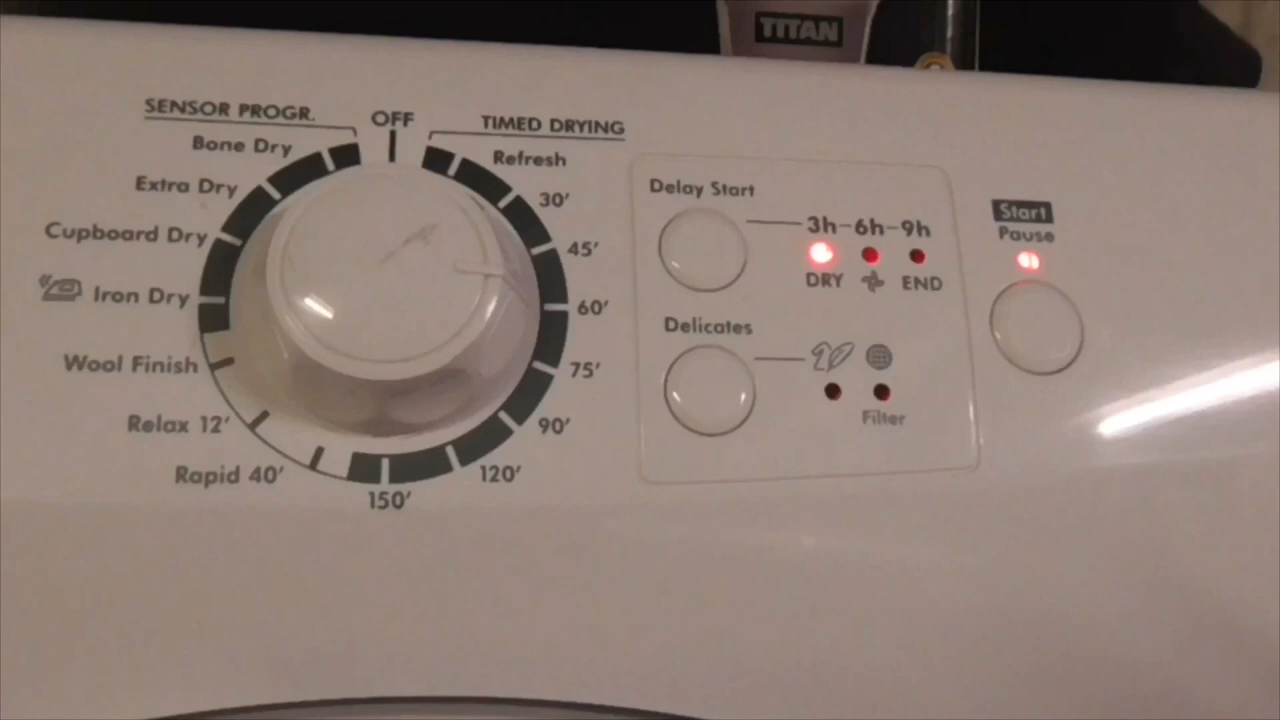 TITAN
SENSOR PROGR.
OFF
TIMED DRYING
Bone Dry
Refresh
Extra Dry
30'
Cupboard Dry
45'
Iron Dry
60'
Wool Finish
75'
Relax 12'
90'
Rapid 40'
120'
150'
Delay Start
3h-6h-9h
DRY
END
Delicates
Filter
Start
Pause